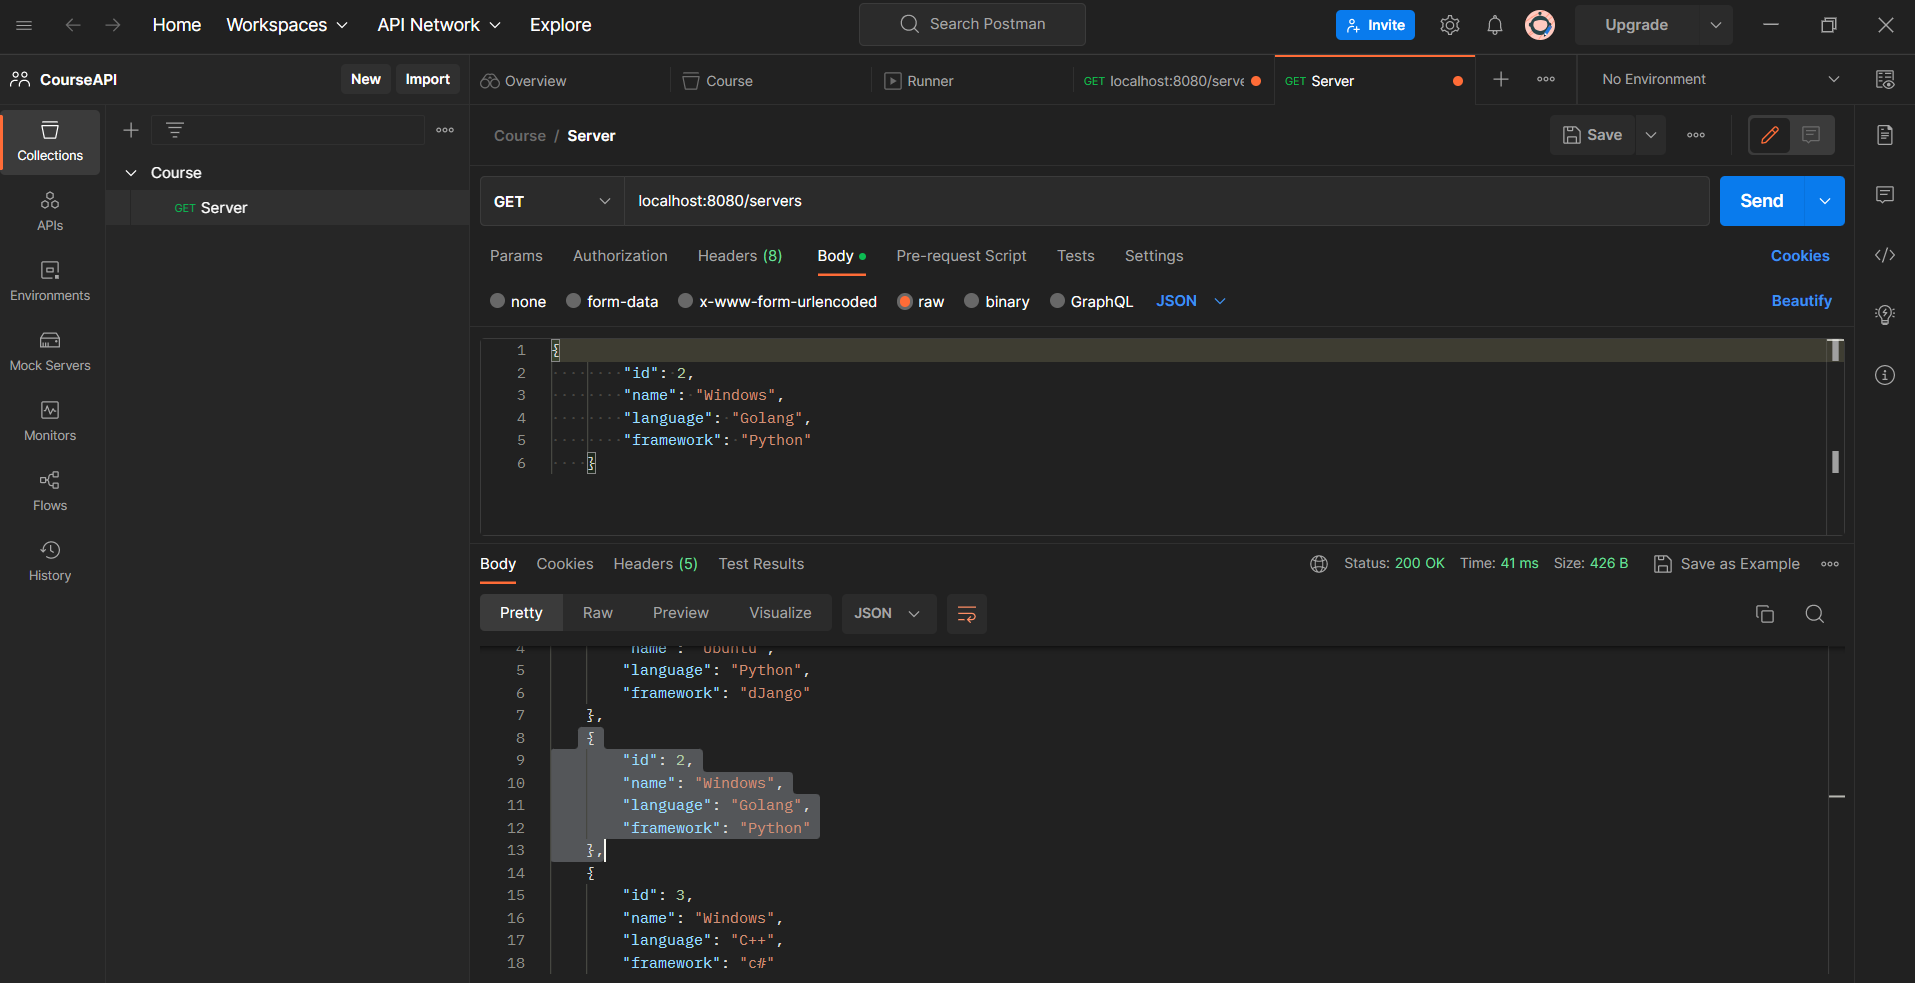 Home Workspaces API Network Explore Search Postman Invite Upgrade
CourseAPI New Import Overview Course Runner GET localhost:8080/serve GET Server No Environment
Collections
APIs
Environments
Mock Servers
Monitors
Flows
History
Course
GET Server
Course / Server Save
GET localhost:8080/servers Send
Params Authorization Headers (8) Body Pre-request Script Tests Settings Cookies
none form-data x-www-form-urlencoded raw binary GraphQL JSON Beautify
1 {
2 "id": 2,
3 "name": "Windows",
4 "language": "Golang",
5 "framework": "Python"
6 }
Body Cookies Headers (5) Test Results Status: 200 OK Time: 41 ms Size: 426 B Save as Example
Pretty Raw Preview Visualize JSON
4 "name": "Ubuntu",
5 "language": "Python",
6 "framework": "dJango"
7 },
8 {
9 "id": 2,
10 "name": "Windows",
11 "language": "Golang",
12 "framework": "Python"
13 },
14 {
15 "id": 3,
16 "name": "Windows",
17 "language": "C++",
18 "framework": "c#"